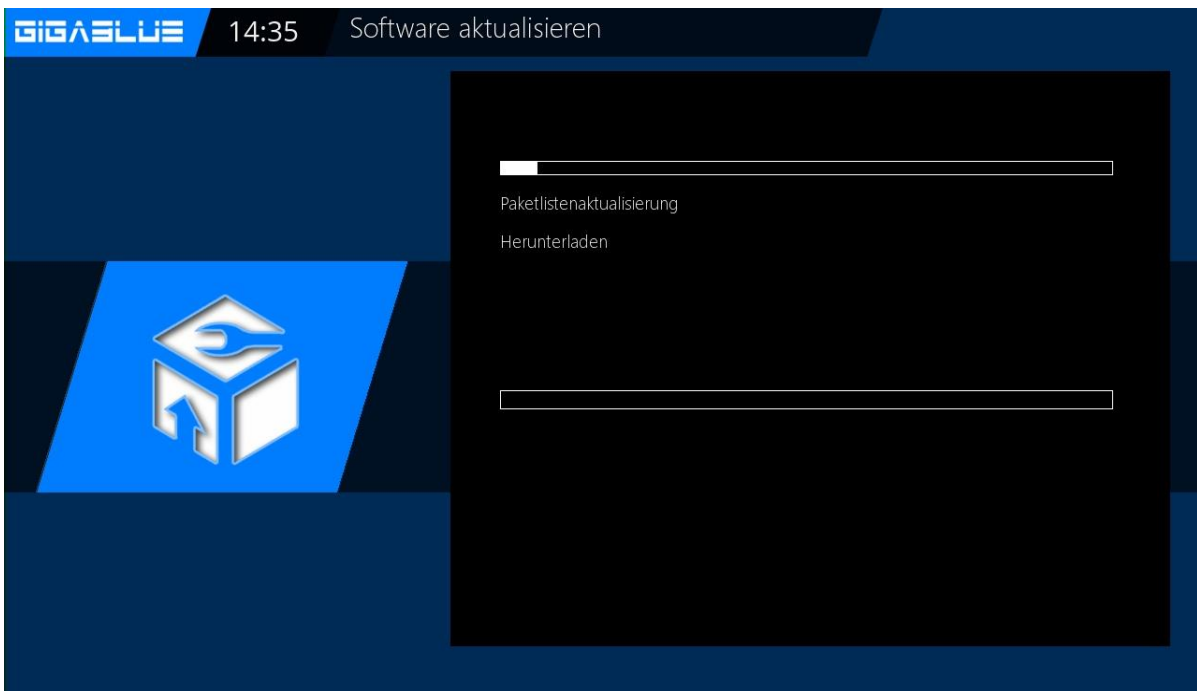 GIGABLUE
14:35
Software aktualisieren
Paketlistenaktualisierung
Herunterladen